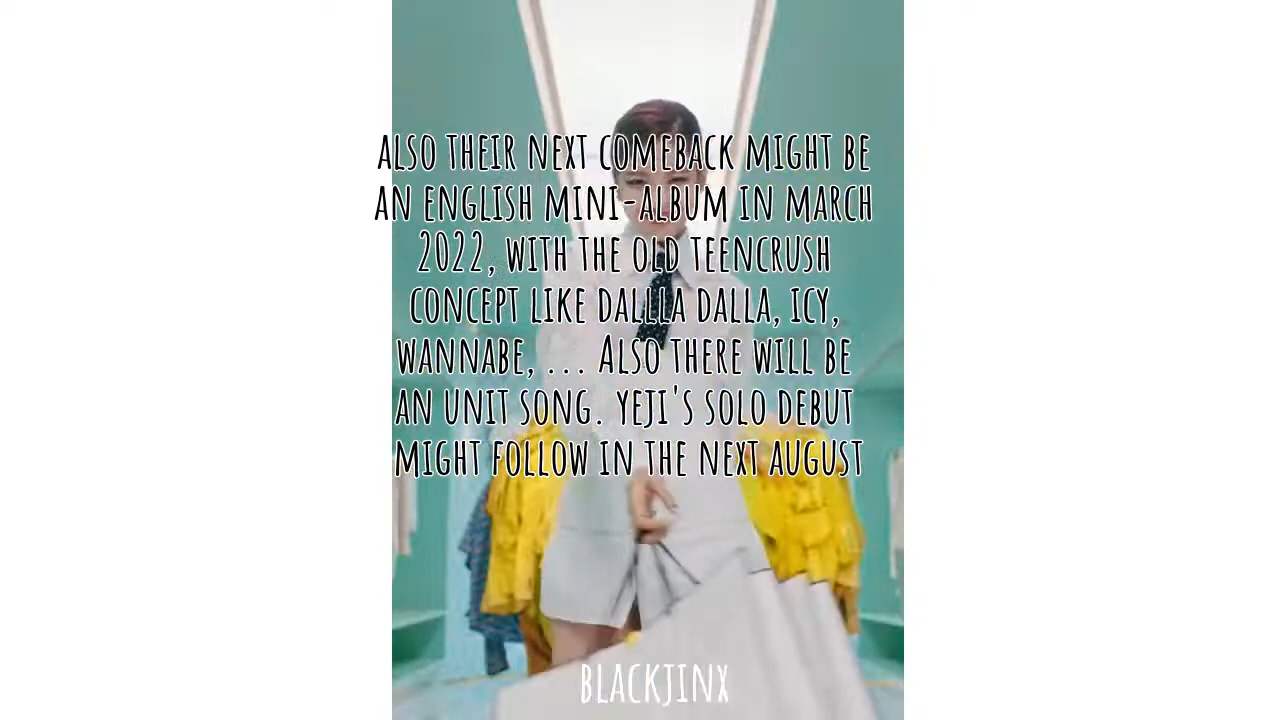 ALSO THEIR NEXT COMEBACK MIGHT BE
AN ENGLISH MINI-ALBUM IN MARCH
2022, WITH THE OLD TEENCRUSH
CONCEPT LIKE DALLLA DALLA, ICY,
WANNABE, ... ALSO THERE WILL BE
AN UNIT SONG. YEJI'S SOLO DEBUT
MIGHT FOLLOW IN THE NEXT AUGUST
BLACKJINX